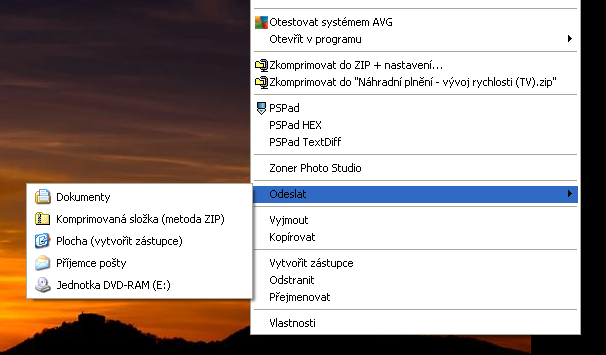 Otestovat systémem AVG
Otevřít v programu
Zkomprimovat do ZIP + nastavení...
Zkomprimovat do "Náhradní plnění - vývoj rychlosti (TV).zip"
PSPad
PSPad HEX
PSPad TextDiff
Zoner Photo Studio
Odeslat
Dokumenty
Komprimovaná složka (metoda ZIP)
Plocha (vytvořit zástupce)
Příjemce pošty
Jednotka DVD-RAM (E:)
Vyjmout
Kopírovat
Vytvořit zástupce
Odstranit
Přejmenovat
Vlastnosti